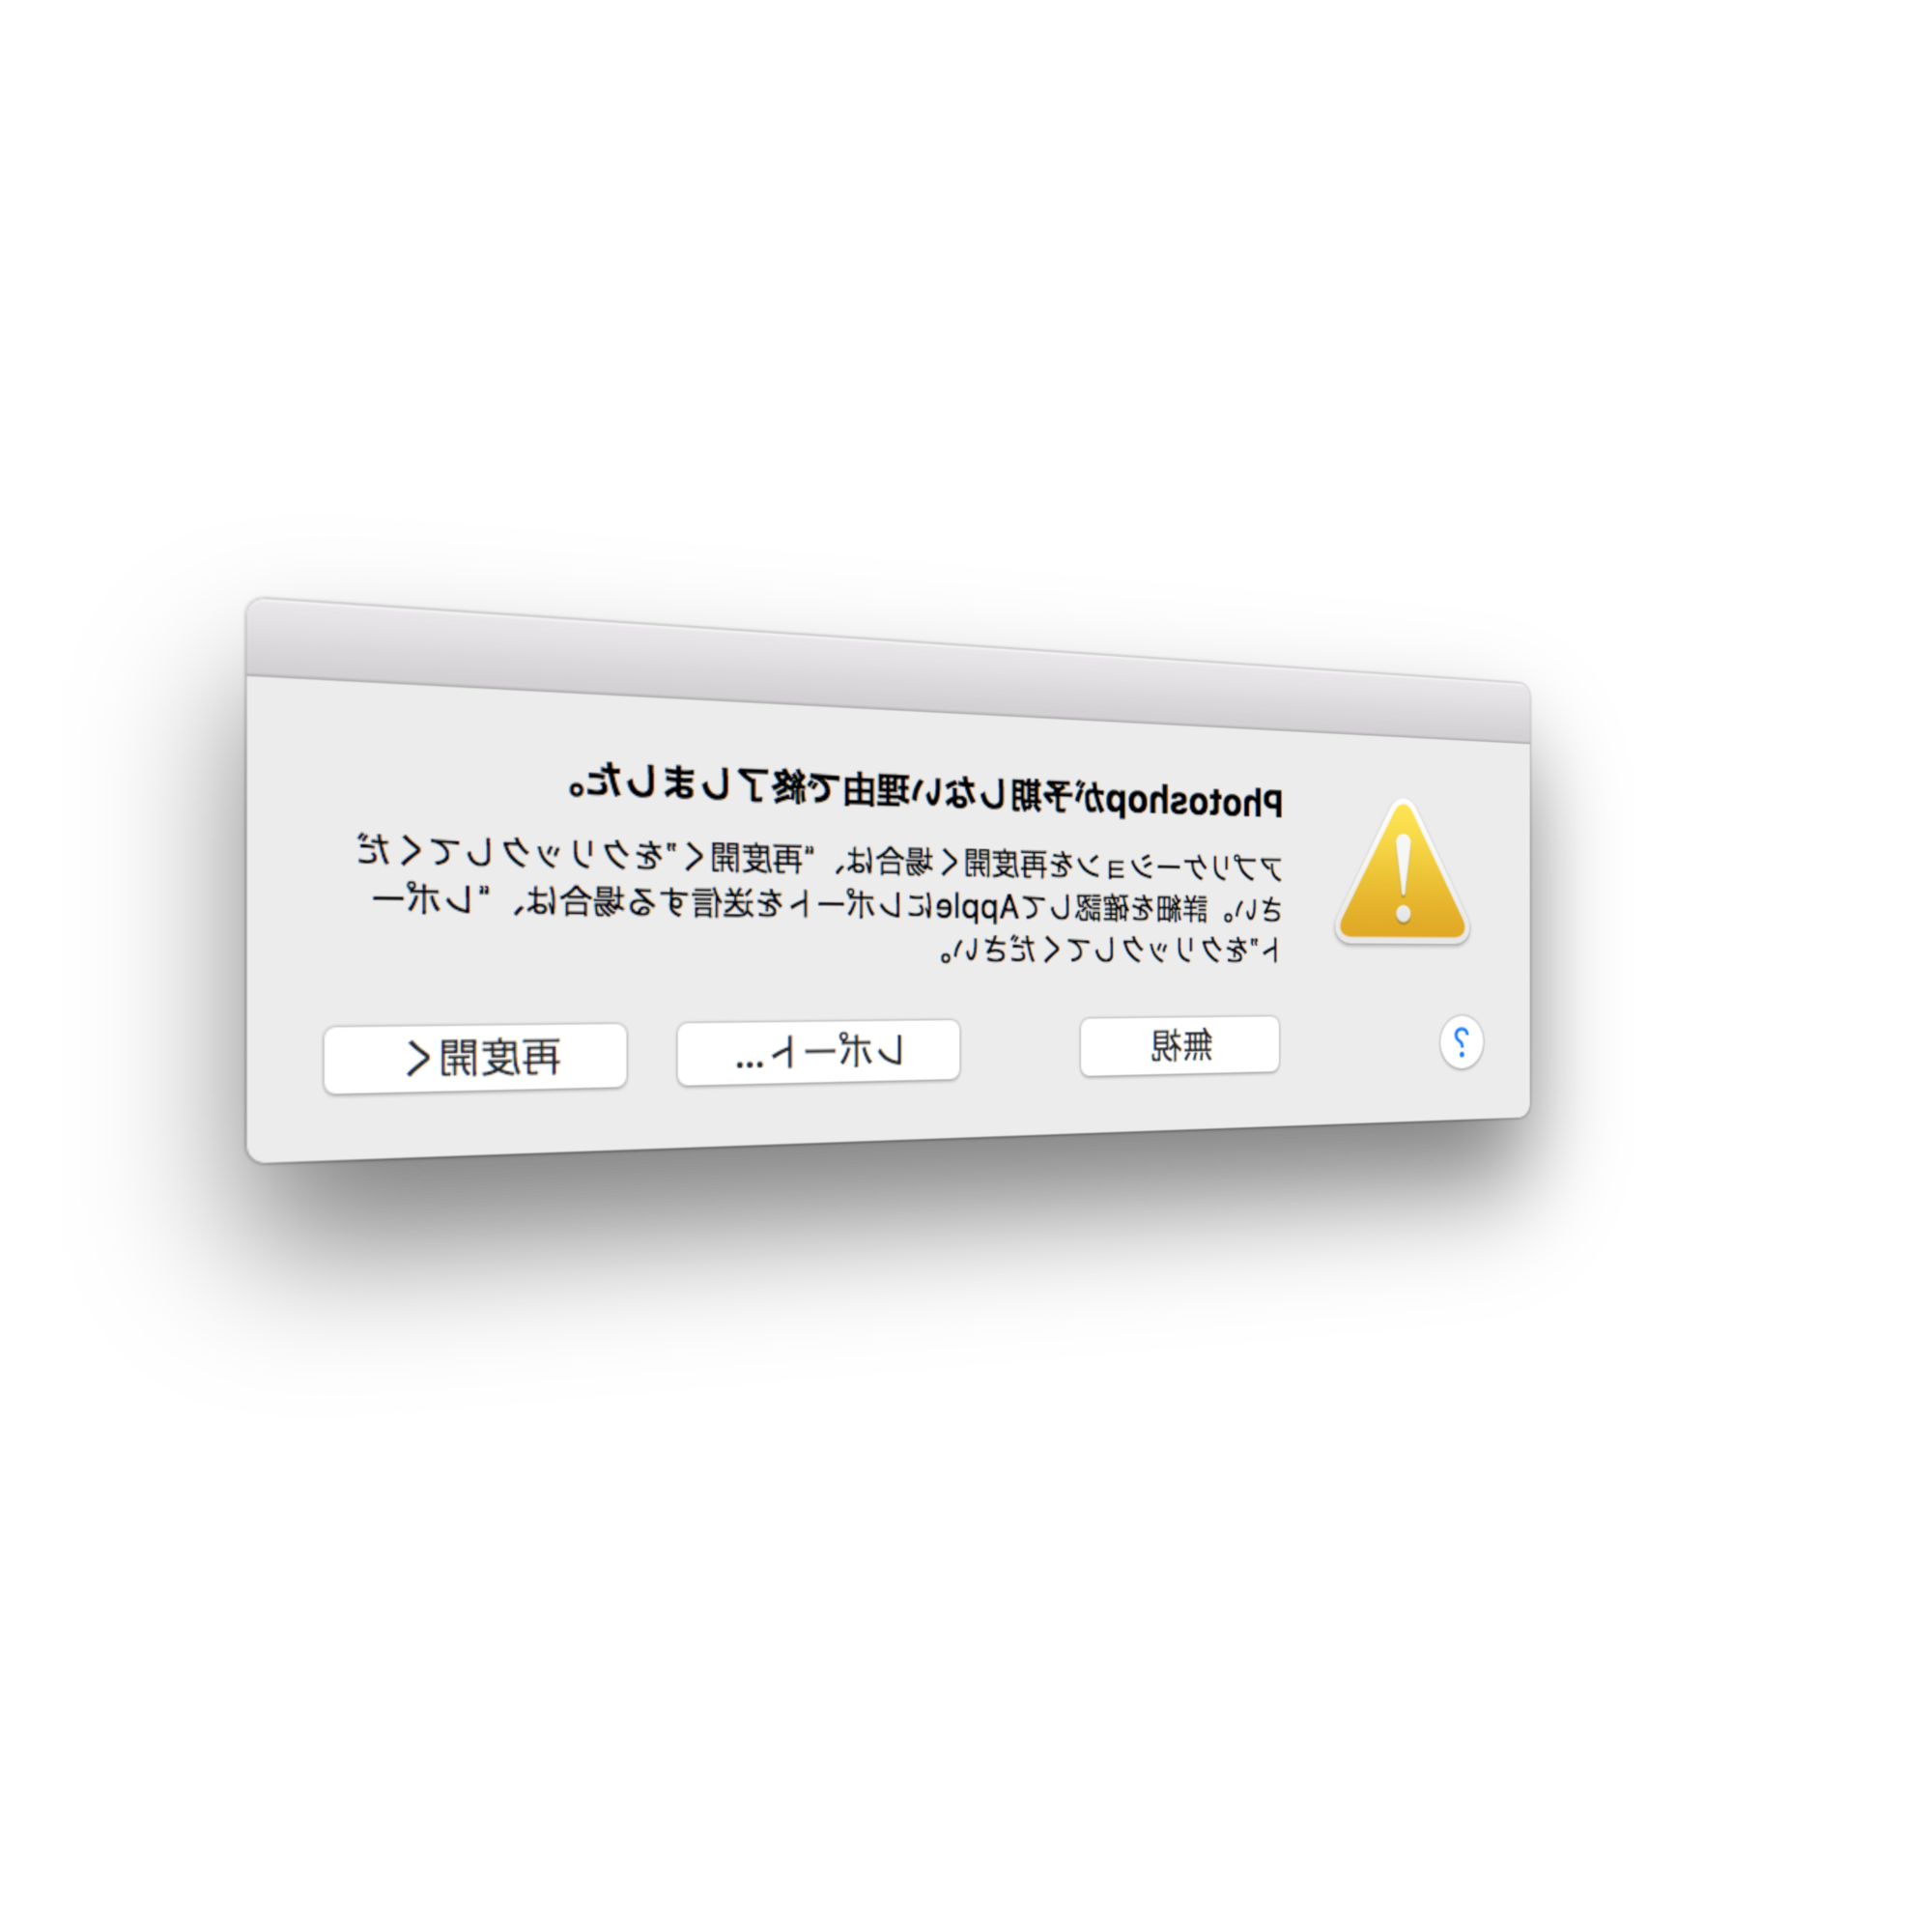 Photoshopが予期しない理由で終了しました。
アプリケーションを再度開く場合は、“再度開く”をクリックしてくだ
さい。詳細を確認してAppleにレポートを送信する場合は、“レポー
ト”をクリックしてください。
?
無視
レポート...
再度開く